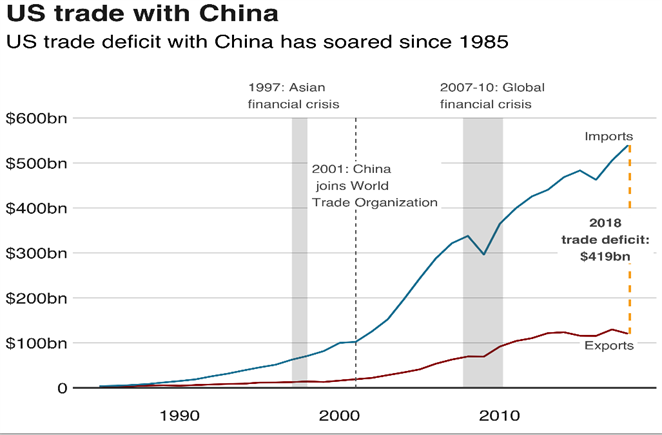 US trade with China
US trade deficit with China has soared since 1985
1997: Asian
financial crisis
2007-10: Global
financial crisis
$600bn
Imports
$500bn
2001: China
joins World
Trade Organization
$400bn
2018
trade deficit:
$419bn
$300bn
$200bn
$100bn
Exports
0
1990
2000
2010